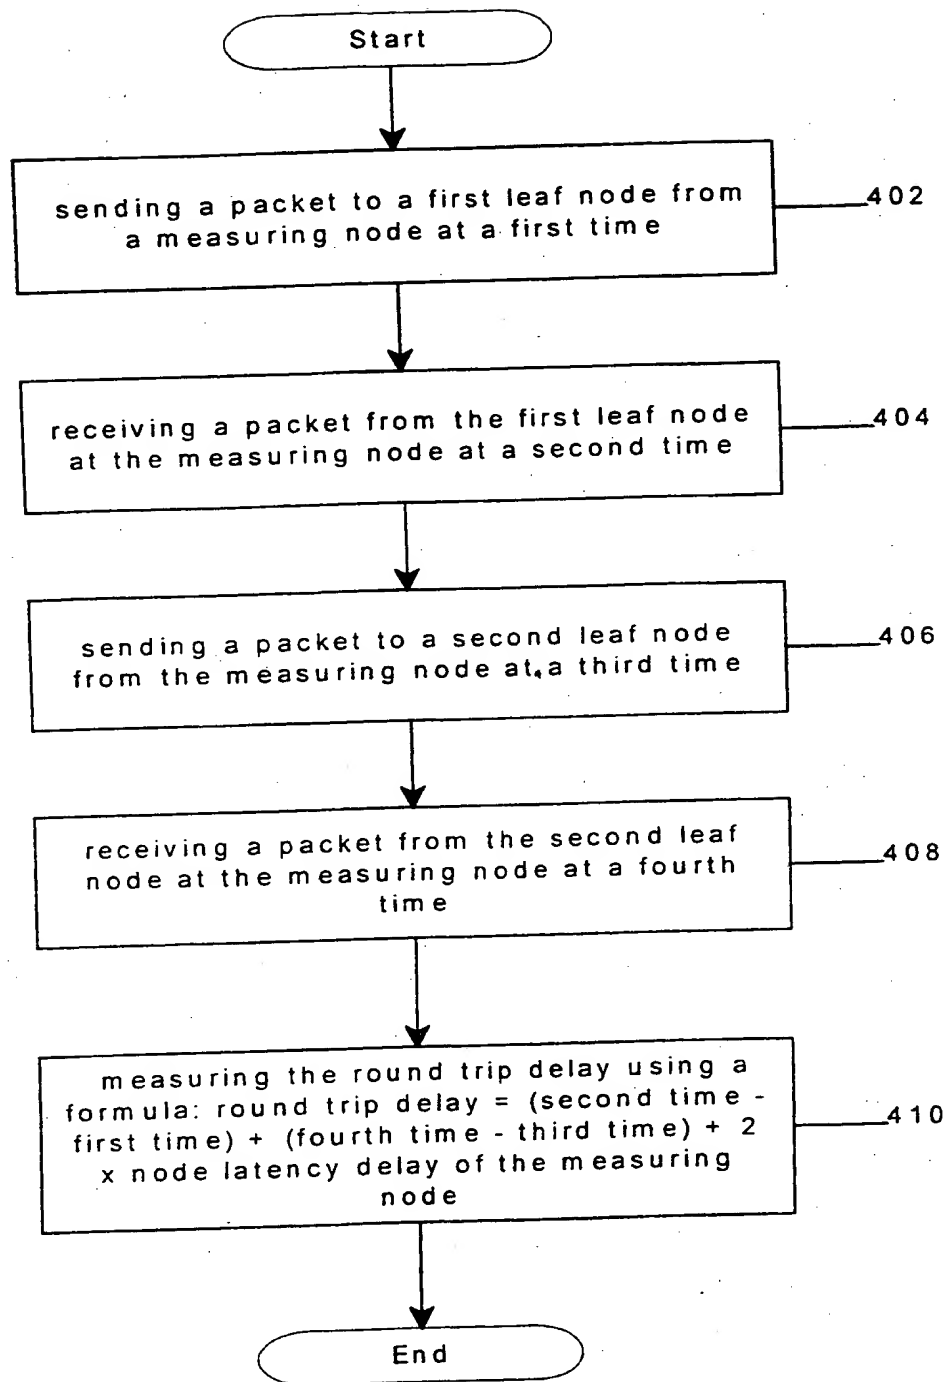 Start
sending a packet to a first leaf node from
a measuring node at a first time
402
receiving a packet from the first leaf node
at the measuring node at a second time
404
sending a packet to a second leaf node
from the measuring node at a third time
406
receiving a packet from the second leaf
node at the measuring node at a fourth
time
408
measuring the round trip delay using a
formula: round trip delay = (second time -
first time) + (fourth time - third time) + 2
x node latency delay of the measuring
node
410
End